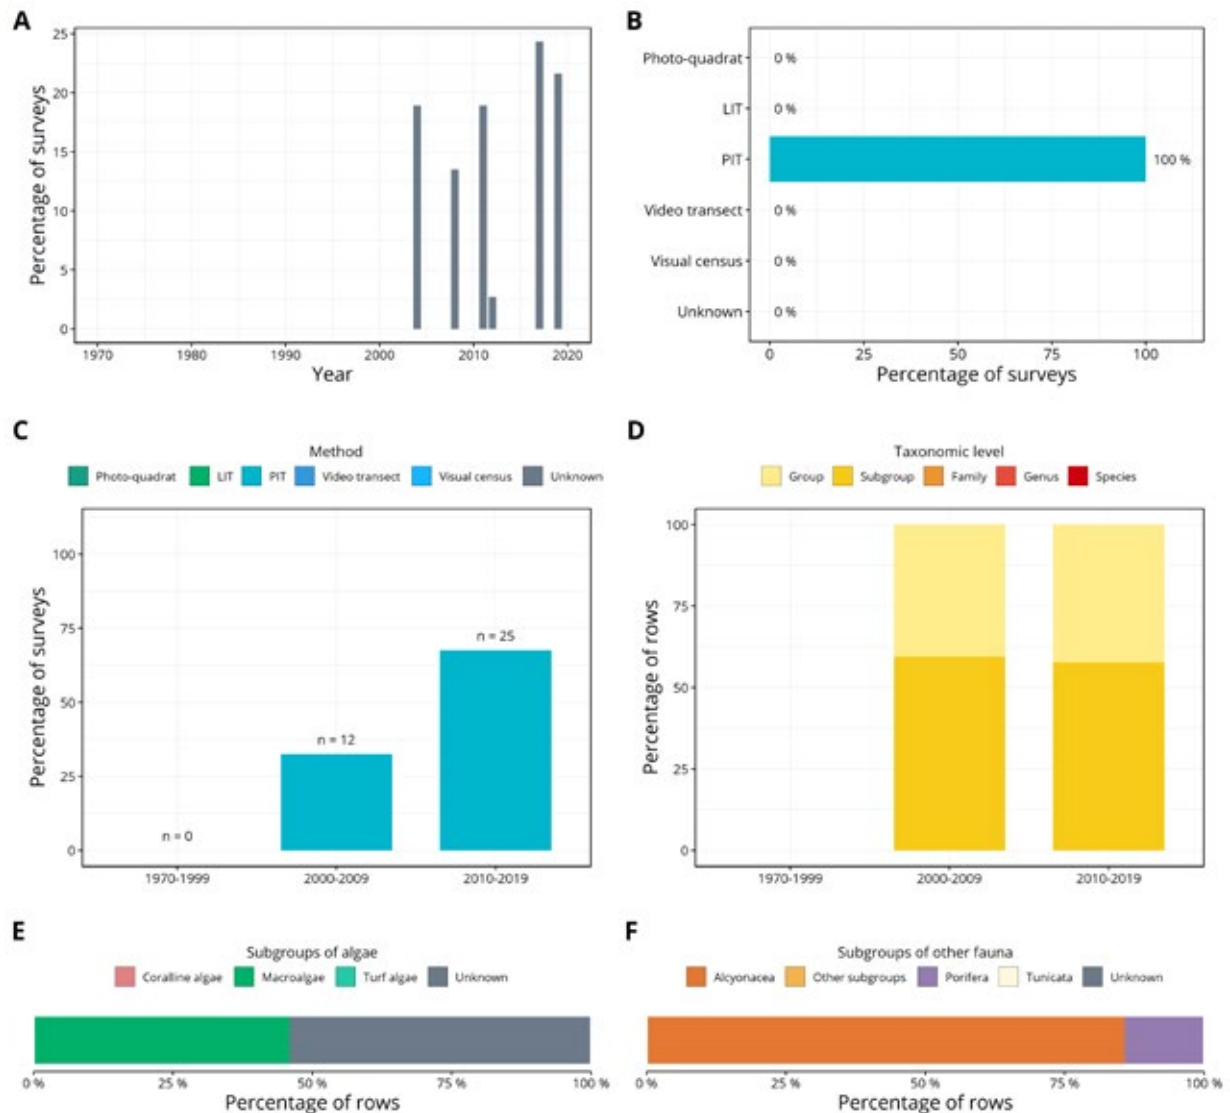 A
Percentage of surveys
25
20
15
10
5
0
1970 1980 1990 2000 2010 2020
Year
B
Photo-quadrat 0 %
LIT 0 %
PIT 100 %
Video transect 0 %
Visual census 0 %
Unknown 0 %
0 25 50 75 100
Percentage of surveys
C
Method
Photo-quadrat LIT PIT Video transect Visual census Unknown
Percentage of surveys
100
75
50
25
0
n = 0
n = 12
n = 25
1970-1999 2000-2009 2010-2019
D
Taxonomic level
Group Subgroup Family Genus Species
Percentage of rows
100
75
50
25
0
1970-1999 2000-2009 2010-2019
E
Subgroups of algae
Coralline algae Macroalgae Turf algae Unknown
0 % 25 % 50 % 75 % 100 %
Percentage of rows
F
Subgroups of other fauna
Alcyonacea Other subgroups Porifera Tunicata Unknown
0 % 25 % 50 % 75 % 100 %
Percentage of rows